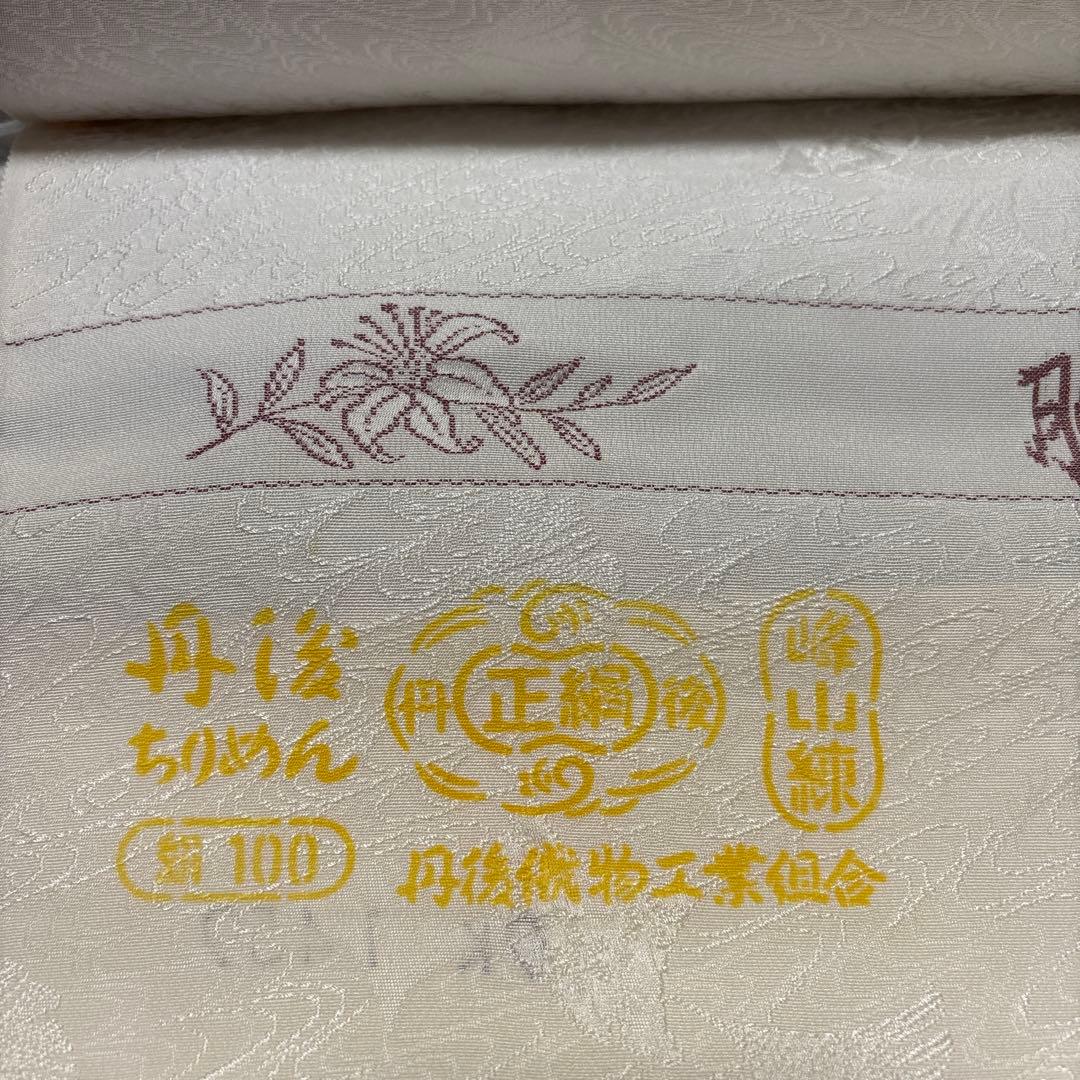 丹後
ちりめん
絹 100
丹 正絹 後
峰山練
丹後織物工業組合